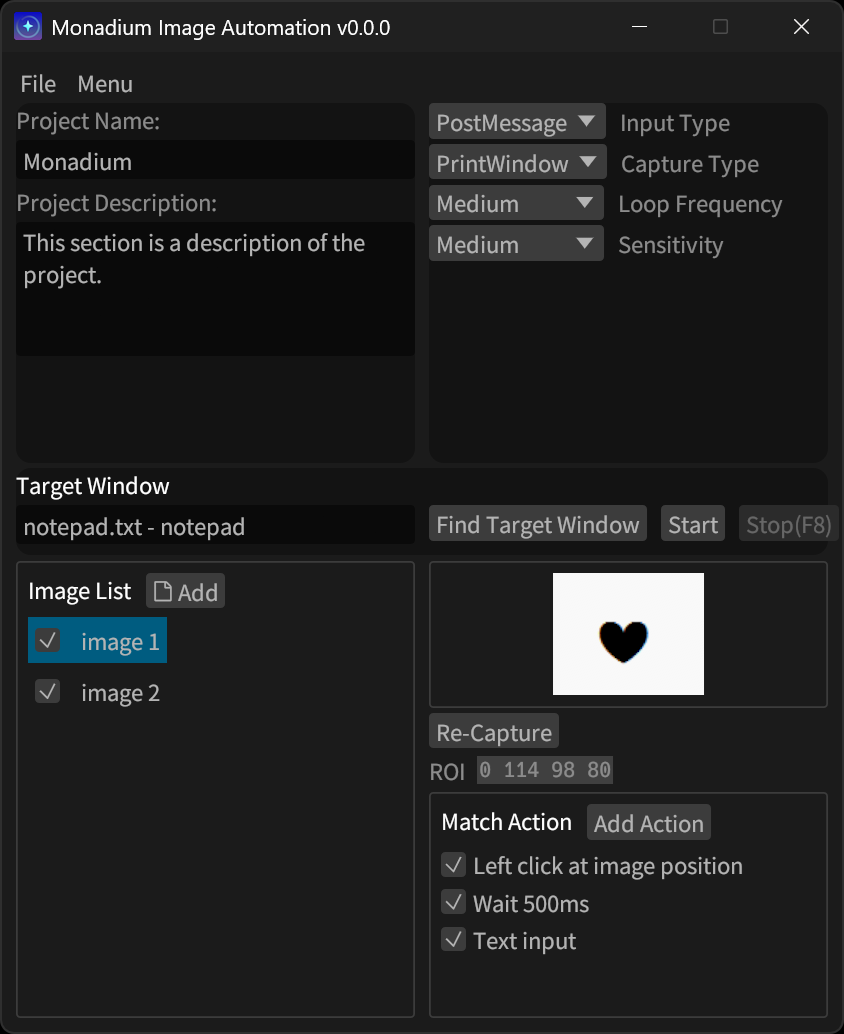 Monadium Image Automation v0.0.0
File Menu
Project Name:
Monadium
Project Description:
This section is a description of the
project.
PostMessage Input Type
PrintWindow Capture Type
Medium Loop Frequency
Medium Sensitivity
Target Window
notepad.txt - notepad
Find Target Window Start Stop(F8)
Image List Add
image 1
image 2
Re-Capture
ROI 0 114 98 80
Match Action Add Action
Left click at image position
Wait 500ms
Text input